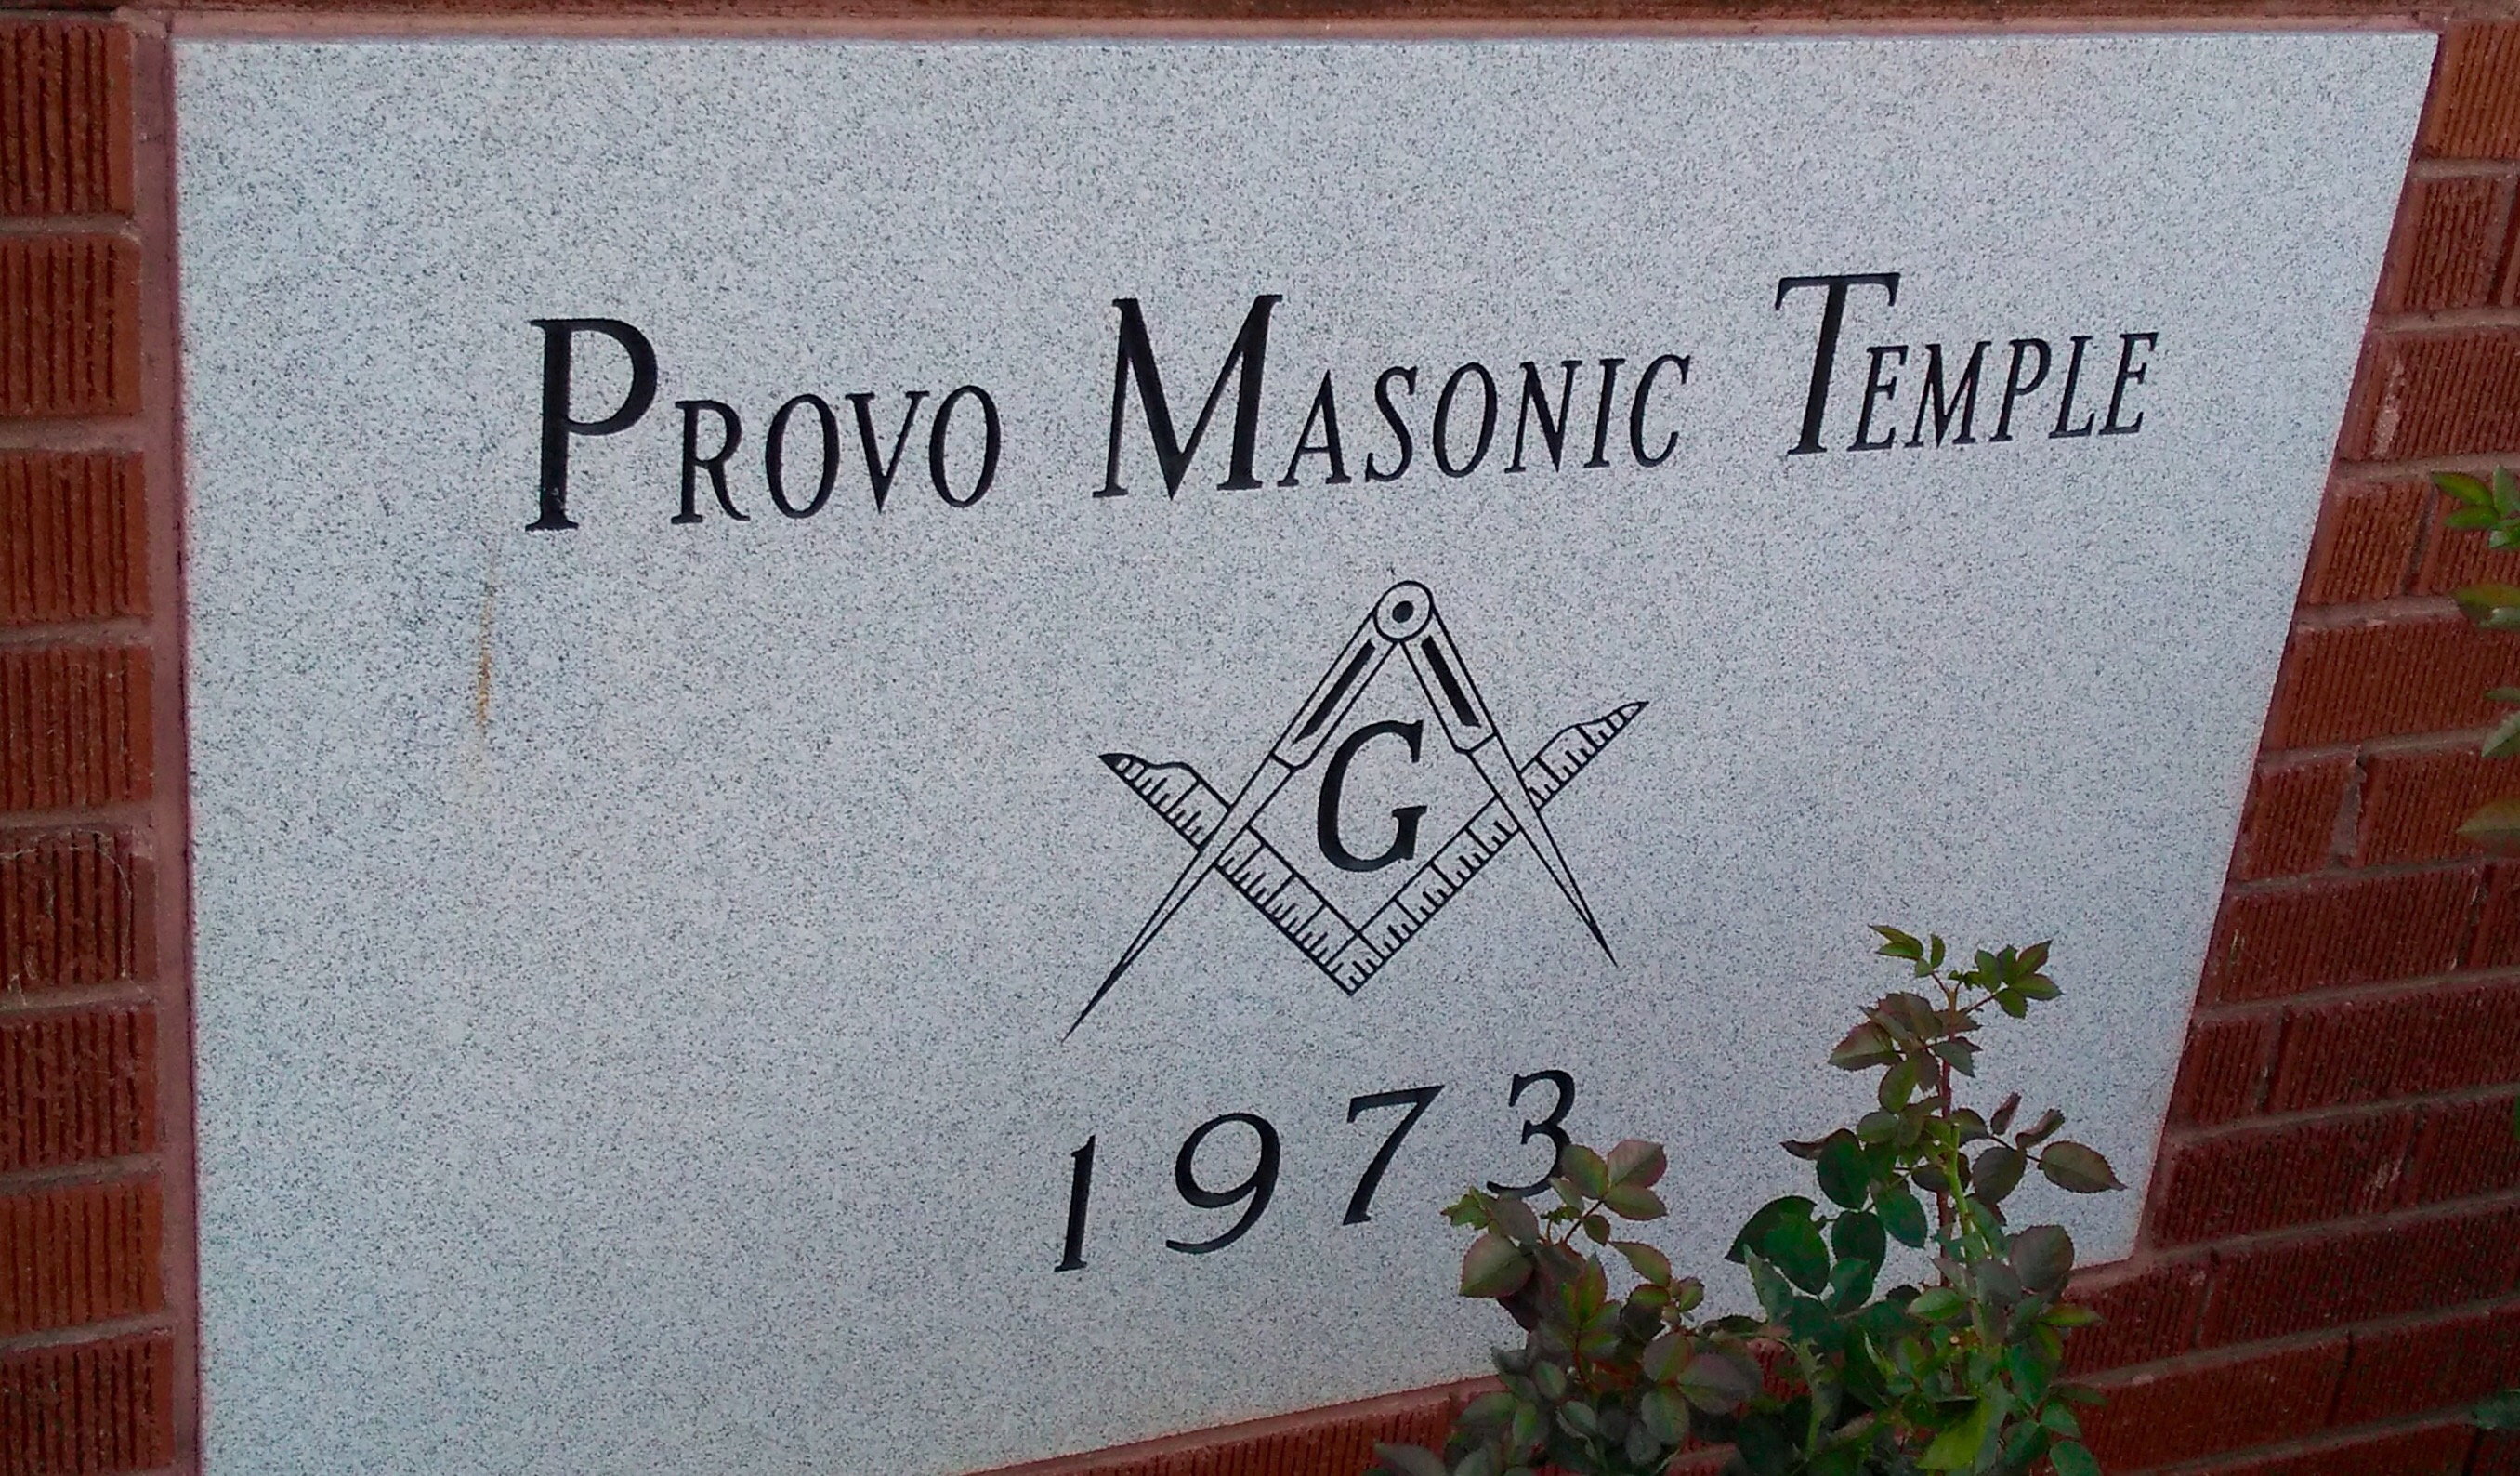 PROVO MASONIC TEMPLE
G
1973